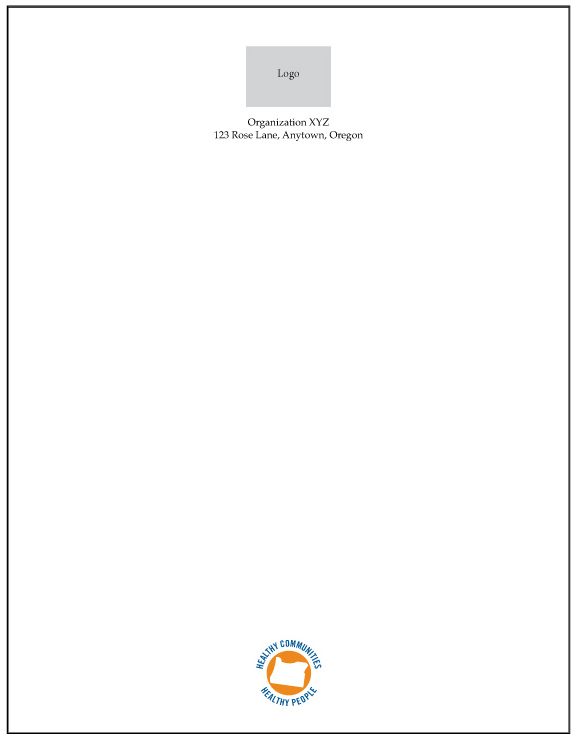 Logo
Organization XYZ
123 Rose Lane, Anytown, Oregon
HEALTHY COMMUNITIES
HEALTHY PEOPLE